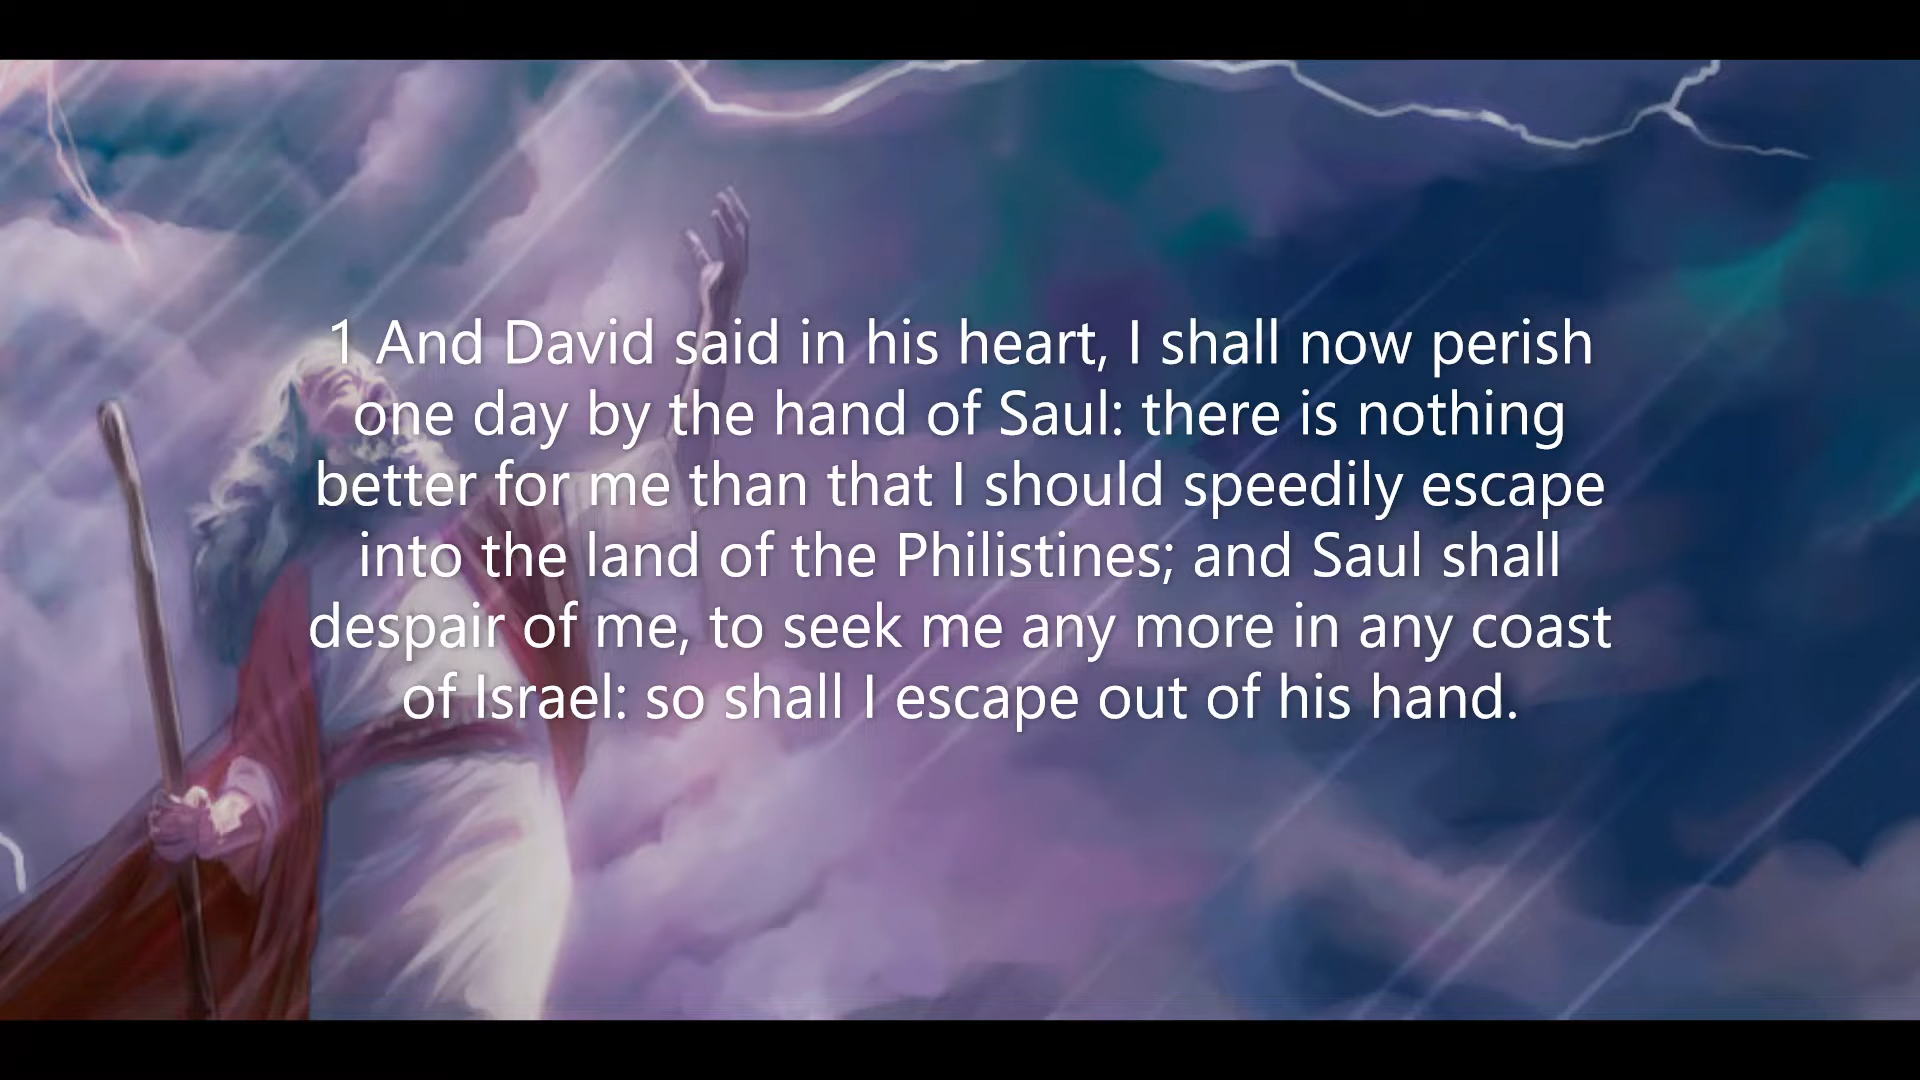 1 And David said in his heart, I shall now perish
one day by the hand of Saul: there is nothing
better for me than that I should speedily escape
into the land of the Philistines; and Saul shall
despair of me, to seek me any more in any coast
of Israel: so shall I escape out of his hand.